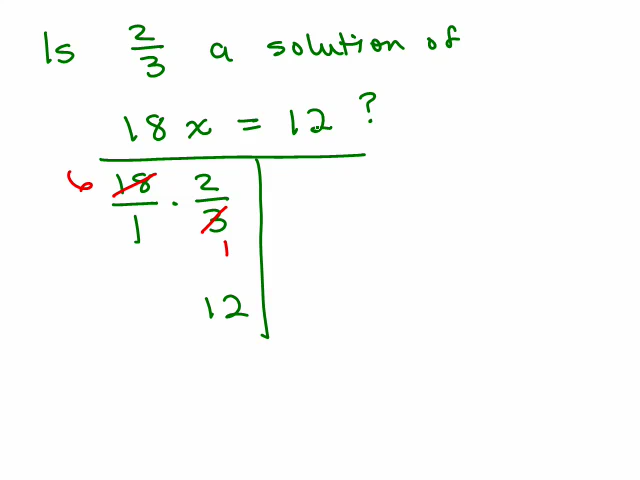 Is 2/3 a solution of
18x = 12 ?
6 18/1 · 2/3 1
12